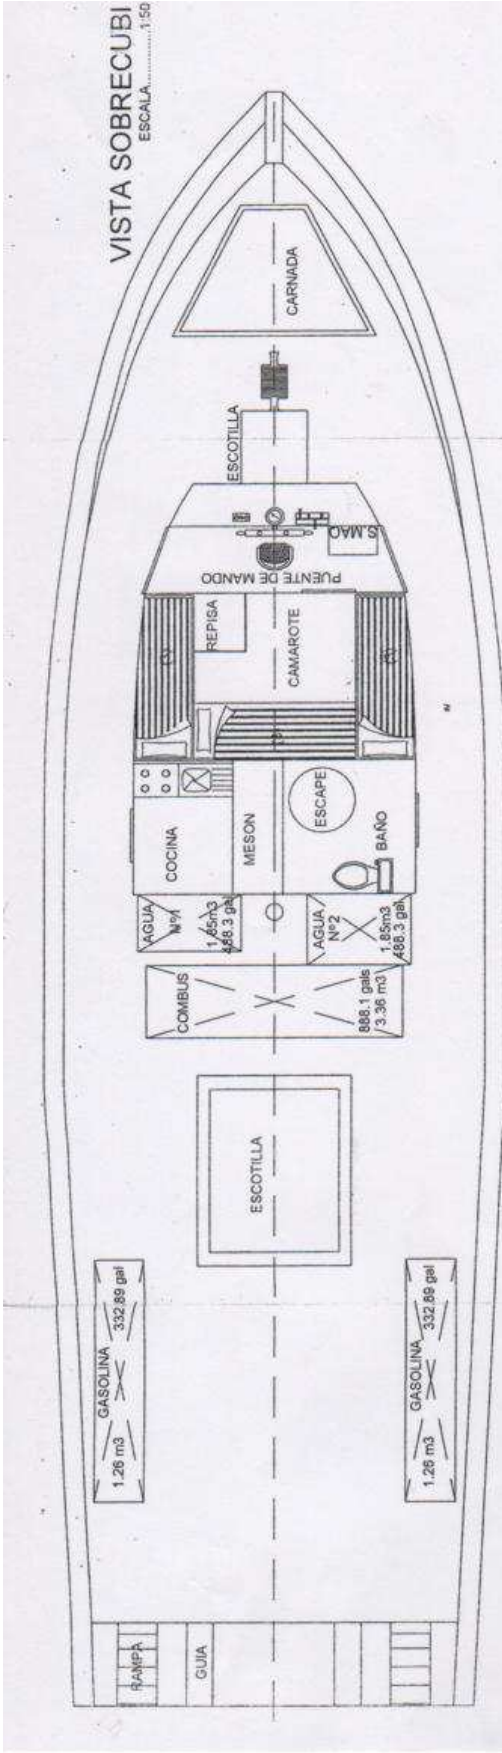 VISTA SOBRECUBI
ESCALA..............1:50
CARNADA
ESCOTILLA
S.MAQ
PUENTE DE MANDO
REPISA
CAMAROTE
COCINA
MESON
ESCAPE
BAÑO
AGUA
Nº1
1.85m3
488.3 gal
AGUA
Nº2
1.85m3
488.3 gal
COMBUS
888.1 gals
3.36 m3
ESCOTILLA
GASOLINA
1.26 m3
332.89 gal
GASOLINA
1.26 m3
332.89 gal
RAMPA
GUIA